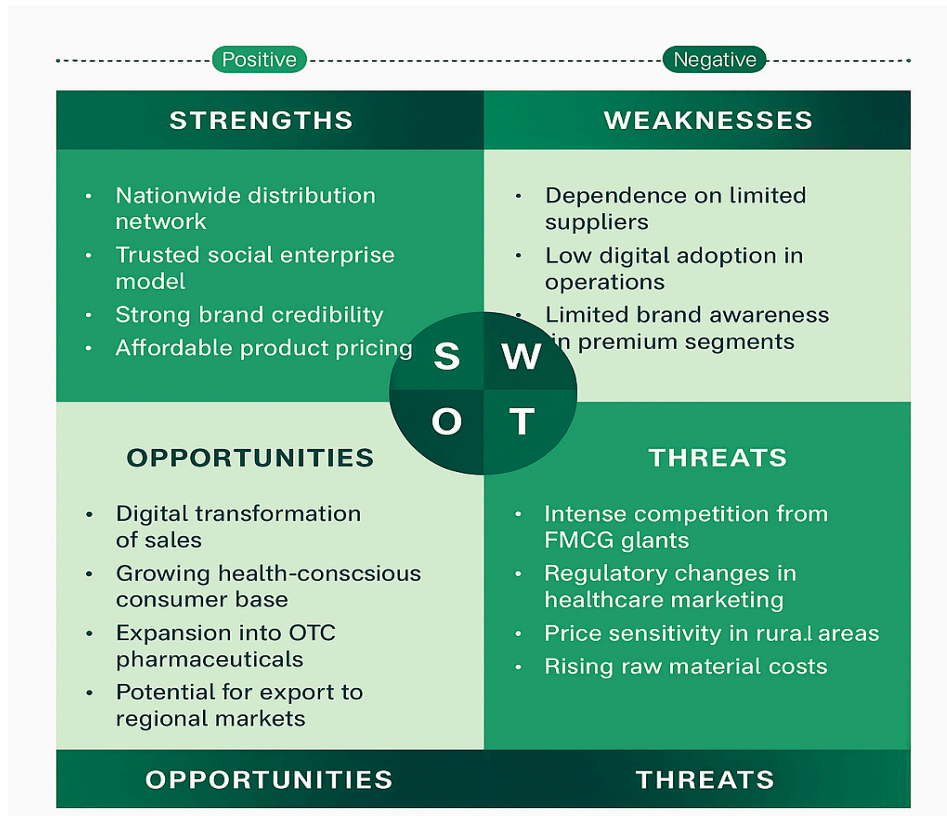 Positive
Negative
STRENGTHS
WEAKNESSES
• Nationwide distribution
network
• Trusted social enterprise
model
• Strong brand credibility
• Affordable product pricing
• Dependence on limited
suppliers
• Low digital adoption in
operations
• Limited brand awareness
in premium segments
S
W
O
T
OPPORTUNITIES
• Digital transformation
of sales
• Growing health-conscsious
consumer base
• Expansion into OTC
pharmaceuticals
• Potential for export to
regional markets
THREATS
• Intense competition from
FMCG glants
• Regulatory changes in
healthcare marketing
• Price sensitivity in rura.l areas
• Rising raw material costs
OPPORTUNITIES
THREATS